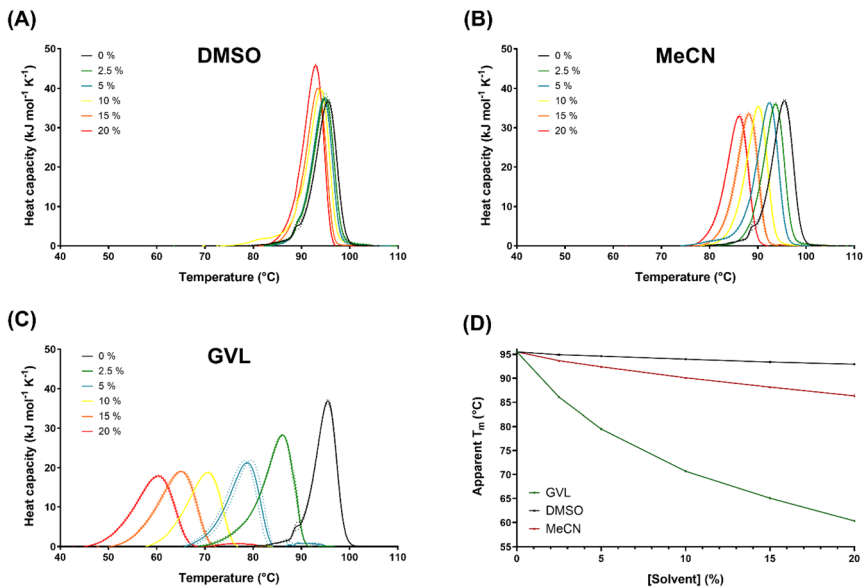 (A)
DMSO
Heat capacity (kJ mol⁻¹ K⁻¹)
50
40
30
20
10
0
0 %
2.5 %
5 %
10 %
15 %
20 %
40 50 60 70 80 90 100 110
Temperature (°C)
(B)
MeCN
Heat capacity (kJ mol⁻¹ K⁻¹)
50
40
30
20
10
0
0 %
2.5 %
5 %
10 %
15 %
20 %
40 50 60 70 80 90 100 110
Temperature (°C)
(C)
GVL
Heat capacity (kJ mol⁻¹ K⁻¹)
50
40
30
20
10
0
0 %
2.5 %
5 %
10 %
15 %
20 %
40 50 60 70 80 90 100 110
Temperature (°C)
(D)
Apparent Tm (°C)
95
90
85
80
75
70
65
60
55
GVL
DMSO
MeCN
0 5 10 15 20
[Solvent] (%)